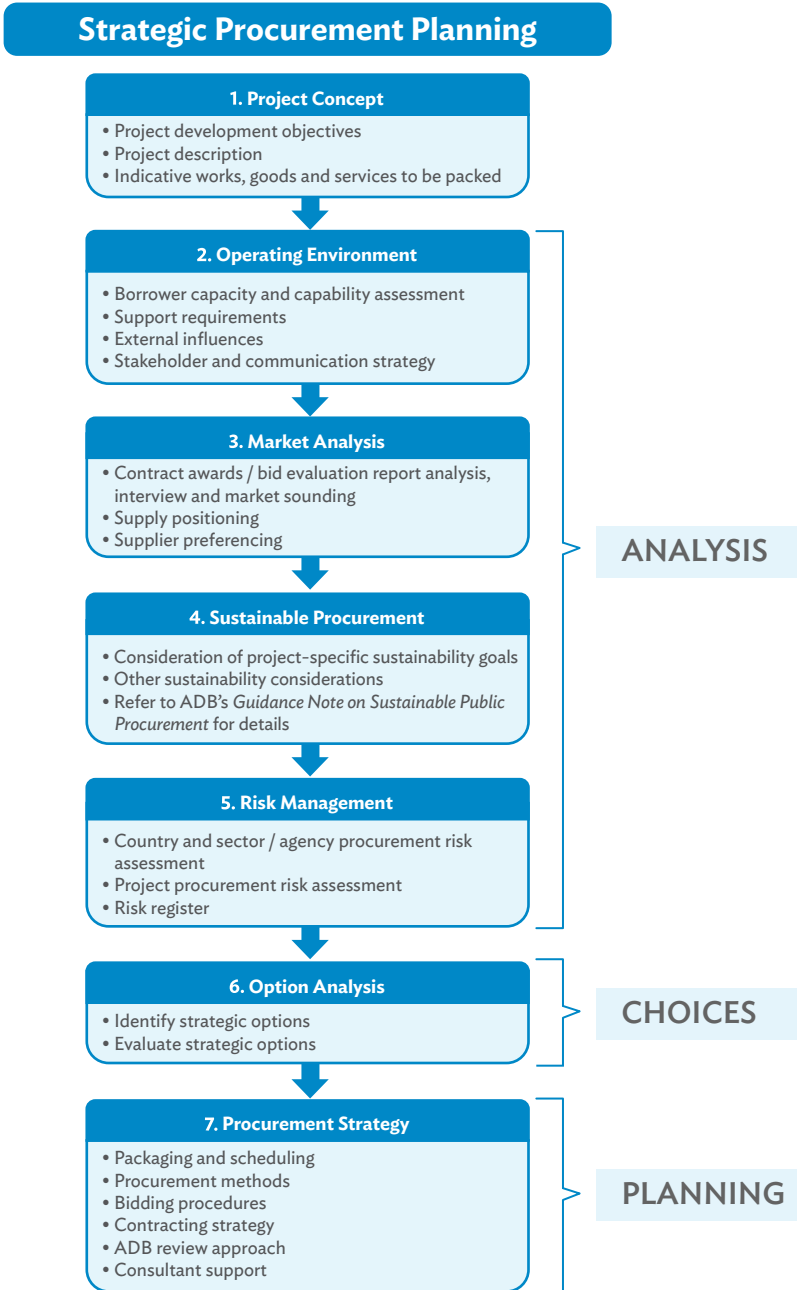 Strategic Procurement Planning
1. Project Concept
• Project development objectives
• Project description
• Indicative works, goods and services to be packed
2. Operating Environment
• Borrower capacity and capability assessment
• Support requirements
• External influences
• Stakeholder and communication strategy
3. Market Analysis
• Contract awards / bid evaluation report analysis,
interview and market sounding
• Supply positioning
• Supplier preferencing
4. Sustainable Procurement
• Consideration of project-specific sustainability goals
• Other sustainability considerations
• Refer to ADB's Guidance Note on Sustainable Public
Procurement for details
5. Risk Management
• Country and sector / agency procurement risk
assessment
• Project procurement risk assessment
• Risk register
ANALYSIS
6. Option Analysis
• Identify strategic options
• Evaluate strategic options
CHOICES
7. Procurement Strategy
• Packaging and scheduling
• Procurement methods
• Bidding procedures
• Contracting strategy
• ADB review approach
• Consultant support
PLANNING